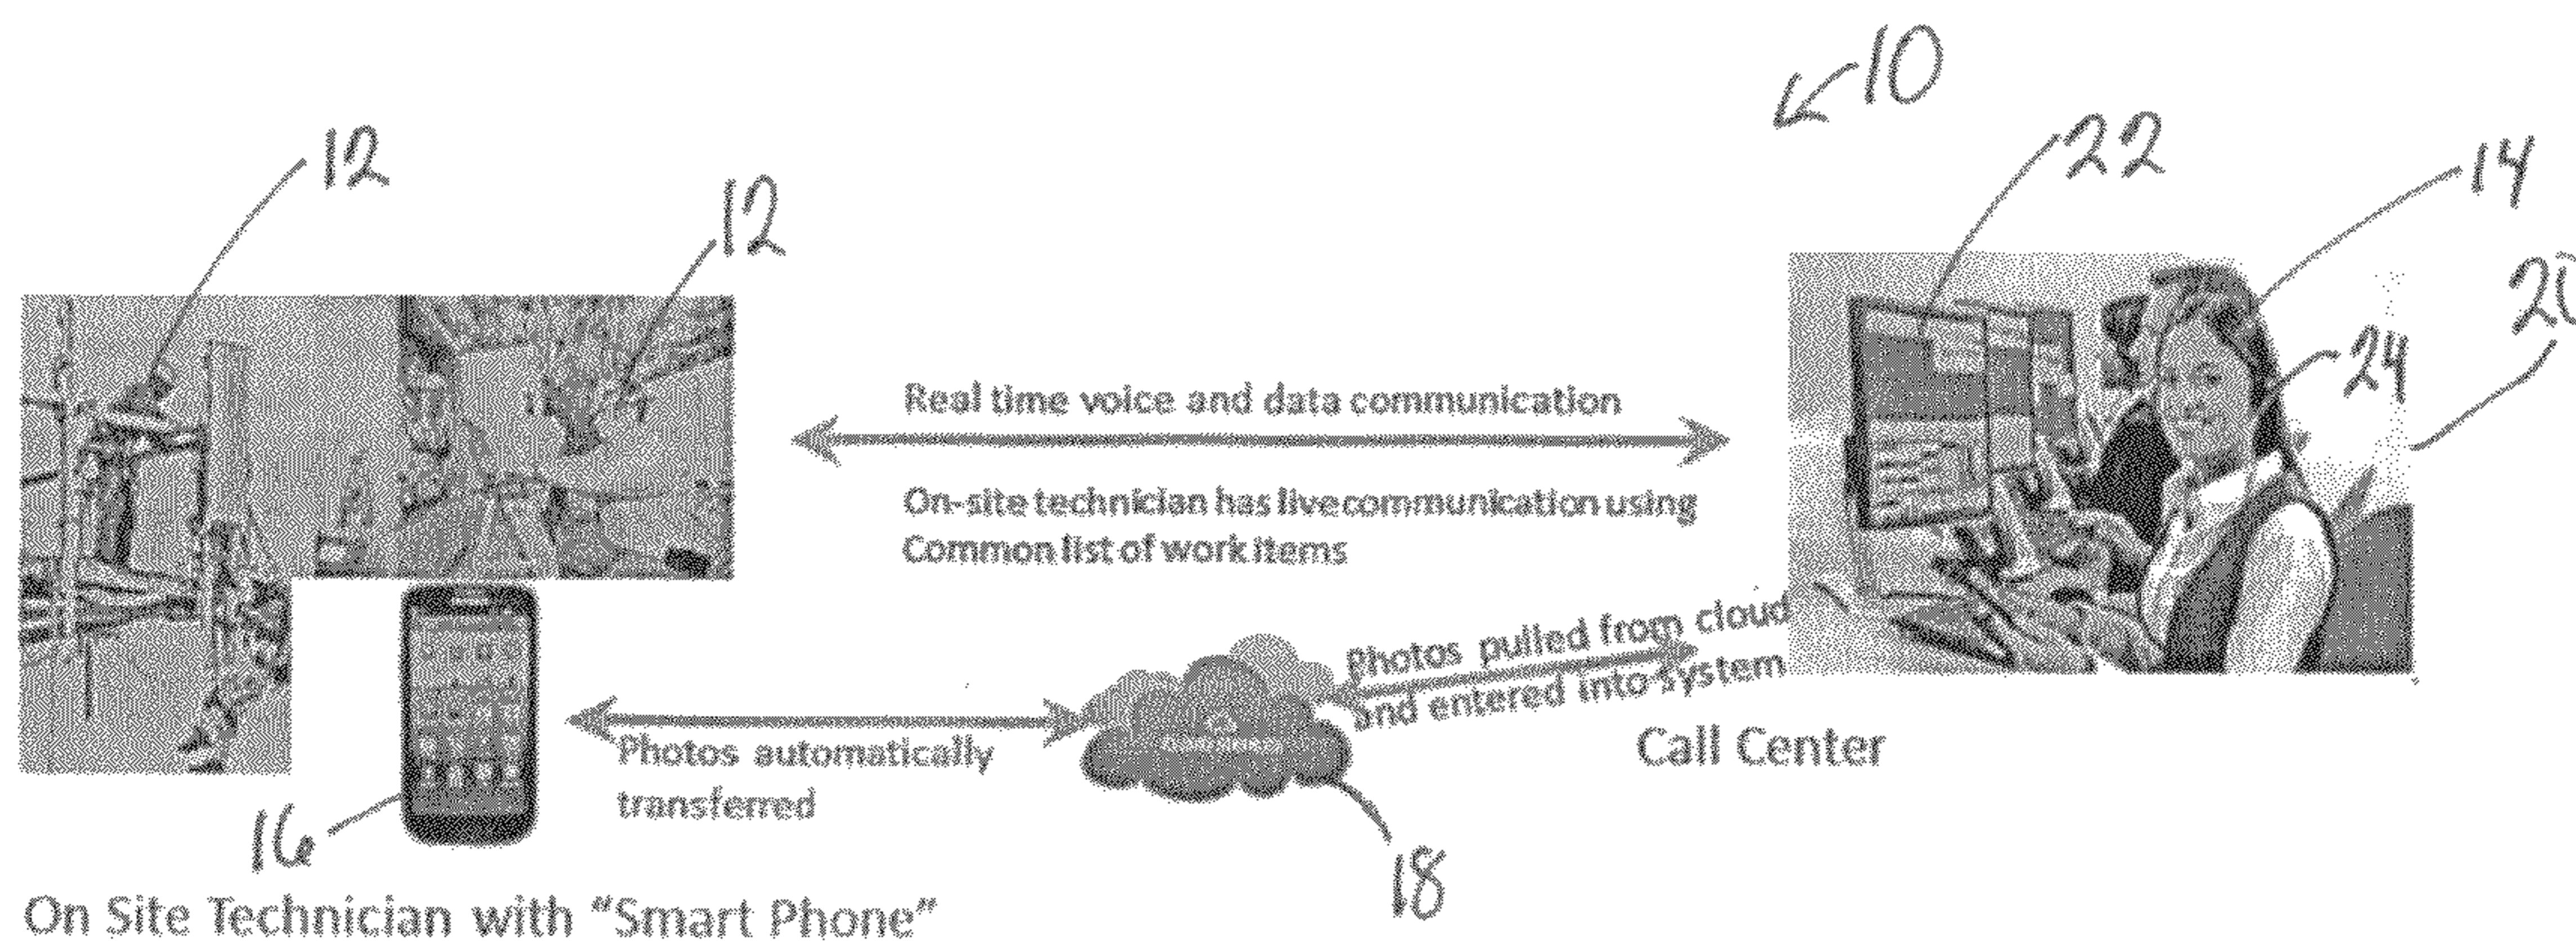 10
22
14
12
12
24
Real time voice and data communication
On-site technician has live communication using
Common list of work items
Photos pulled from cloud
and entered into system
Photos automatically
transferred
Call Center
16
18
On Site Technician with “Smart Phone”